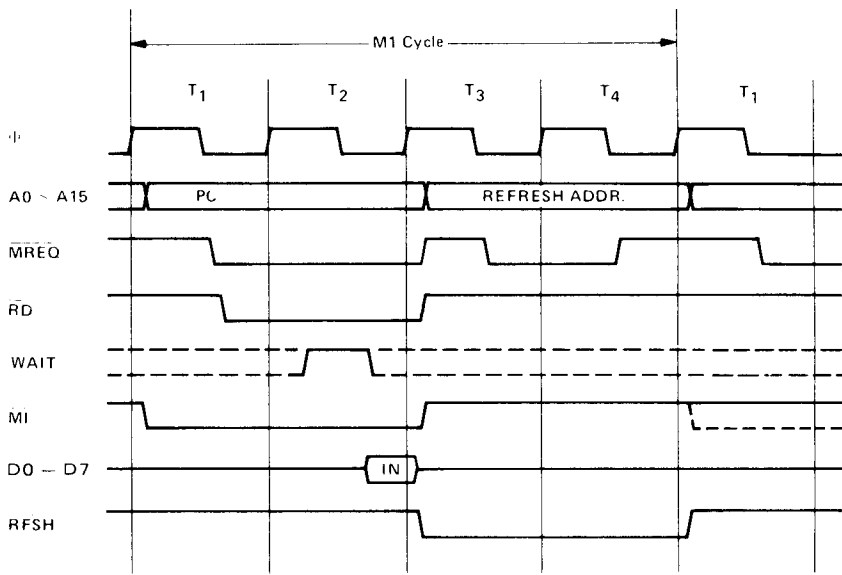 M1 Cycle
T1 T2 T3 T4 T1
Φ
A0 ~ A15 PC REFRESH ADDR.
MREQ
RD
WAIT
M1
D0 — D7 IN
RFSH